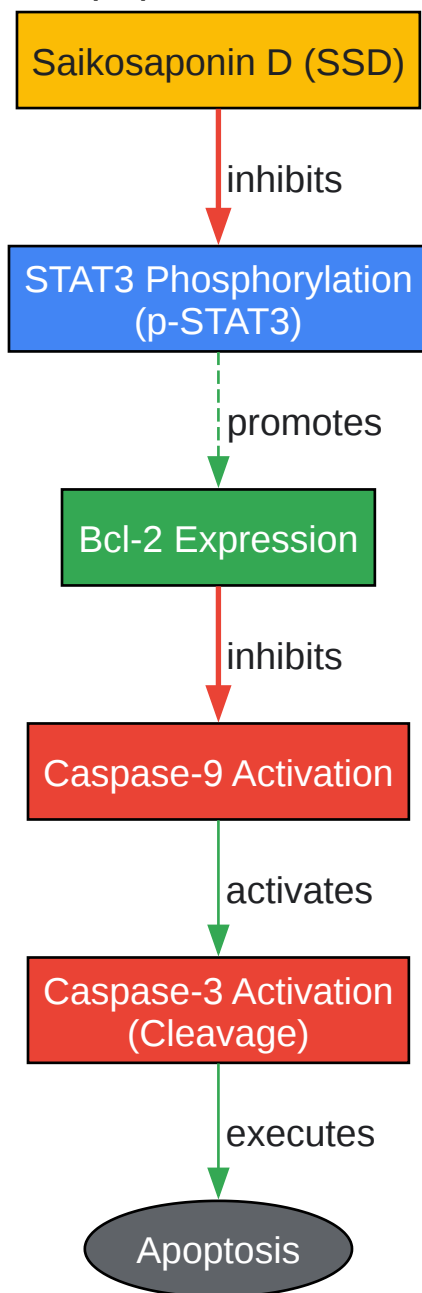 Saikosaponin D (SSD)
inhibits
STAT3 Phosphorylation
(p-STAT3)
promotes
Bcl-2 Expression
inhibits
Caspase-9 Activation
activates
Caspase-3 Activation
(Cleavage)
executes
Apoptosis